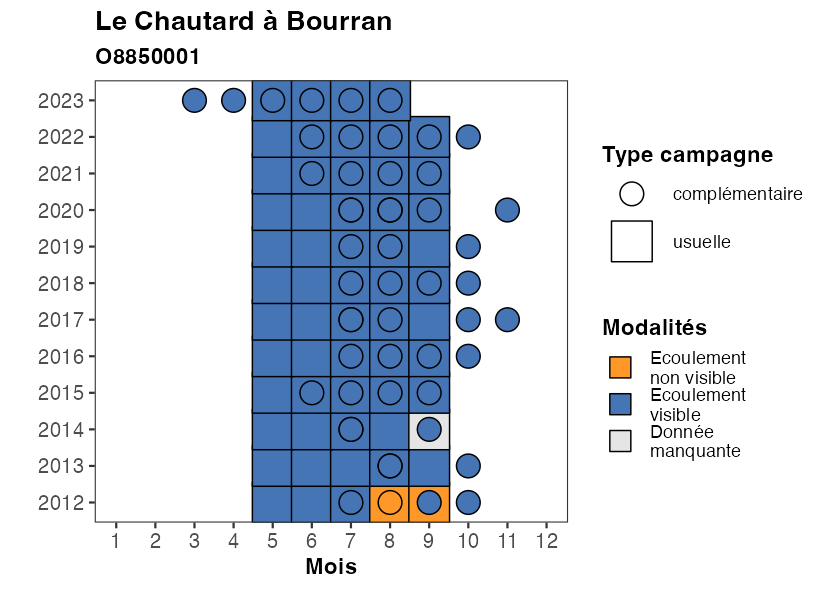 Le Chautard à Bourran
O8850001
2023
2022
2021
2020
2019
2018
2017
2016
2015
2014
2013
2012
1 2 3 4 5 6 7 8 9 10 11 12
Mois
Type campagne
complémentaire
usuelle
Modalités
Ecoulement
non visible
Ecoulement
visible
Donnée
manquante